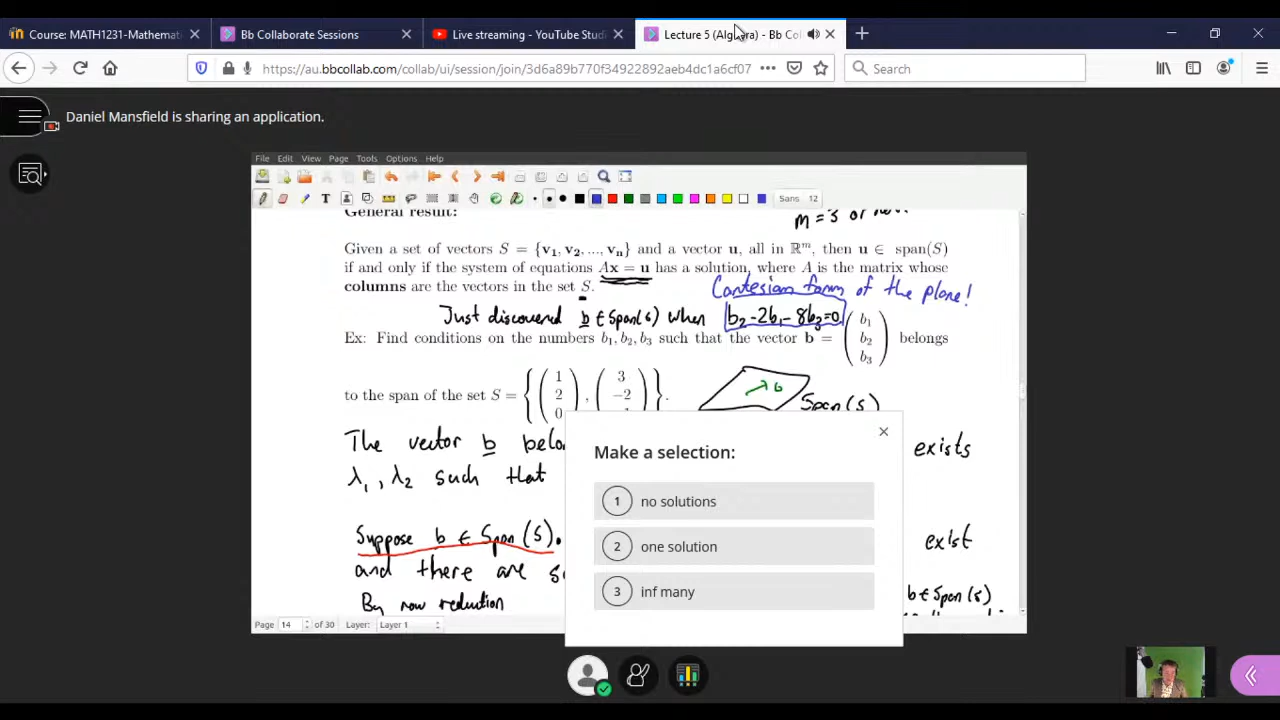 Course: MATH1231-Mathemat
Bb Collaborate Sessions
Live streaming - YouTube Stud
Lecture 5 (Algebra) - Bb Col
https://au.bbcollab.com/collab/ui/session/join/3d6a89b770f34922892aeb4dc1a6cf07
Search
Daniel Mansfield is sharing an application.
File Edit View Page Tools Options Help
T Sans 12
General result:
m = 3 or
Given a set of vectors S = {v₁, v₂, ..., vₙ} and a vector u, all in ℝᵐ, then u ∈ span(S)
if and only if the system of equations Ax = u has a solution, where A is the matrix whose
columns are the vectors in the set S.
Cartesian form of the plane!
Just discovered b ∈ Span(S) when b₂ - 2b₁ - 8b₃ = 0
Ex: Find conditions on the numbers b₁, b₂, b₃ such that the vector b = ( b₁ b₂ b₃ ) belongs
to the span of the set S = { ( 1 2 0 ) , ( 3 −2 ) } .
b
Span(S)
The vector b exists
λ₁, λ₂ such that
Suppose b ∈ Span(S). exist
and there are
b ∈ Span(S)
By row reduction
Page 14 of 30 Layer: Layer 1
Make a selection:
1 no solutions
2 one solution
3 inf many